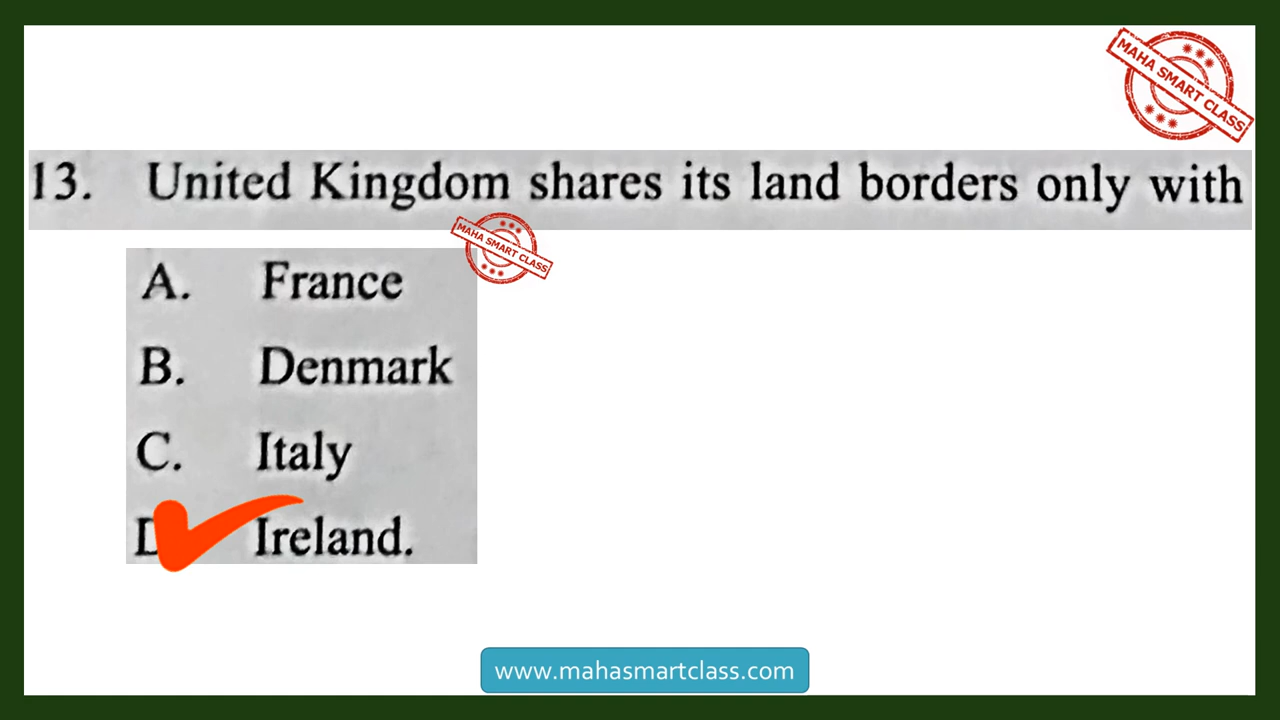 MAHA SMART CLASS
13. United Kingdom shares its land borders only with
MAHA SMART CLASS
A. France
B. Denmark
C. Italy
D Ireland.
www.mahasmartclass.com